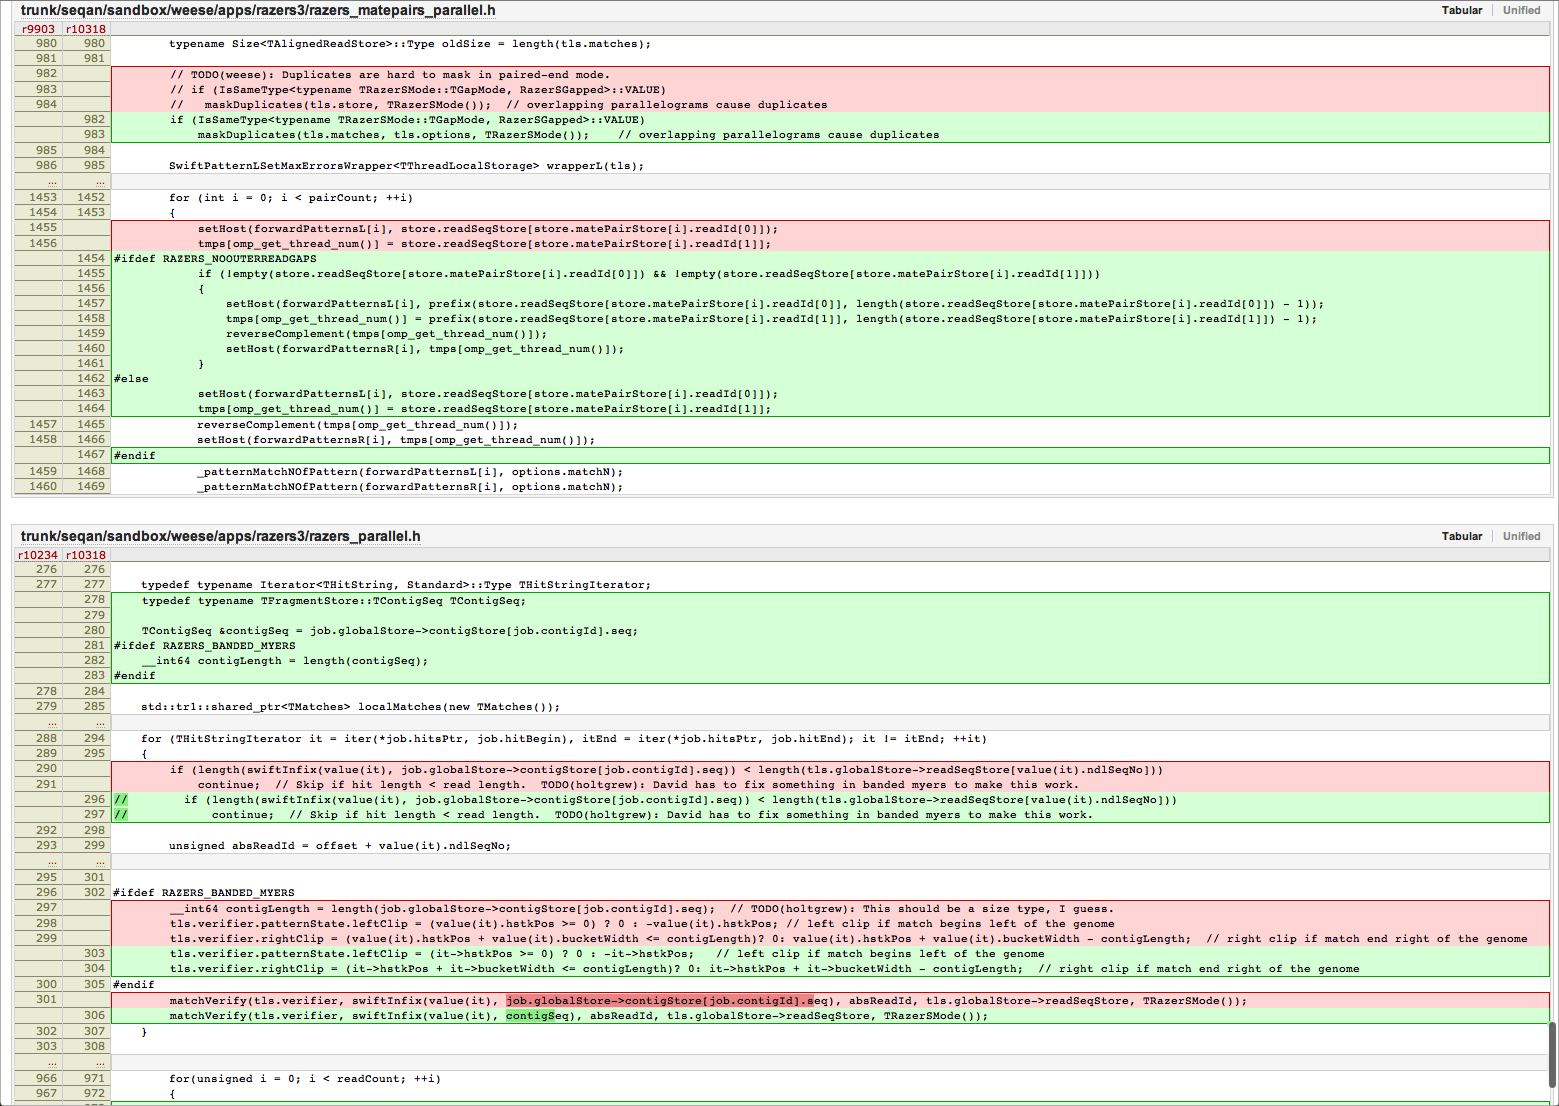 trunk/seqan/sandbox/weese/apps/razers3/razers_matepairs_parallel.h Tabular Unified
r9903 r10318
980 980 typename Size<TAlignedReadStore>::Type oldSize = length(tls.matches);
981 981
982 // TODO(weese): Duplicates are hard to mask in paired-end mode.
983 // if (IsSameType<typename TRazerSMode::TGapMode, RazerSGapped>::VALUE)
984 // maskDuplicates(tls.store, TRazerSMode()); // overlapping parallelograms cause duplicates
982 if (IsSameType<typename TRazerSMode::TGapMode, RazerSGapped>::VALUE)
983 maskDuplicates(tls.matches, tls.options, TRazerSMode()); // overlapping parallelograms cause duplicates
985 984
986 985 SwiftPatternLSetMaxErrorsWrapper<TThreadLocalStorage> wrapperL(tls);
... ...
1453 1452 for (int i = 0; i < pairCount; ++i)
1454 1453 {
1455 setHost(forwardPatternsL[i], store.readSeqStore[store.matePairStore[i].readId[0]]);
1456 tmps[omp_get_thread_num()] = store.readSeqStore[store.matePairStore[i].readId[1]];
1454 #ifdef RAZERS_NOOUTERREADGAPS
1455 if (!empty(store.readSeqStore[store.matePairStore[i].readId[0]]) && !empty(store.readSeqStore[store.matePairStore[i].readId[1]]))
1456 {
1457 setHost(forwardPatternsL[i], prefix(store.readSeqStore[store.matePairStore[i].readId[0]], length(store.readSeqStore[store.matePairStore[i].readId[0]]) - 1));
1458 tmps[omp_get_thread_num()] = prefix(store.readSeqStore[store.matePairStore[i].readId[1]], length(store.readSeqStore[store.matePairStore[i].readId[1]]) - 1);
1459 reverseComplement(tmps[omp_get_thread_num()]);
1460 setHost(forwardPatternsR[i], tmps[omp_get_thread_num()]);
1461 }
1462 #else
1463 setHost(forwardPatternsL[i], store.readSeqStore[store.matePairStore[i].readId[0]]);
1464 tmps[omp_get_thread_num()] = store.readSeqStore[store.matePairStore[i].readId[1]];
1457 1465 reverseComplement(tmps[omp_get_thread_num()]);
1458 1466 setHost(forwardPatternsR[i], tmps[omp_get_thread_num()]);
1467 #endif
1459 1468 _patternMatchNOfPattern(forwardPatternsL[i], options.matchN);
1460 1469 _patternMatchNOfPattern(forwardPatternsR[i], options.matchN);
trunk/seqan/sandbox/weese/apps/razers3/razers_parallel.h Tabular Unified
r10234 r10318
276 276
277 277 typedef typename Iterator<THitString, Standard>::Type THitStringIterator;
278 typedef typename TFragmentStore::TContigSeq TContigSeq;
279
280 TContigSeq &contigSeq = job.globalStore->contigStore[job.contigId].seq;
281 #ifdef RAZERS_BANDED_MYERS
282 __int64 contigLength = length(contigSeq);
283 #endif
278 284
279 285 std::tr1::shared_ptr<TMatches> localMatches(new TMatches());
... ...
288 294 for (THitStringIterator it = iter(*job.hitsPtr, job.hitBegin), itEnd = iter(*job.hitsPtr, job.hitEnd); it != itEnd; ++it)
289 295 {
290 if (length(swiftInfix(value(it), job.globalStore->contigStore[job.contigId].seq)) < length(tls.globalStore->readSeqStore[value(it).ndlSeqNo]))
291 continue; // Skip if hit length < read length. TODO(holtgrew): David has to fix something in banded myers to make this work.
296 // if (length(swiftInfix(value(it), job.globalStore->contigStore[job.contigId].seq)) < length(tls.globalStore->readSeqStore[value(it).ndlSeqNo]))
297 // continue; // Skip if hit length < read length. TODO(holtgrew): David has to fix something in banded myers to make this work.
292 298
293 299 unsigned absReadId = offset + value(it).ndlSeqNo;
... ...
295 301
296 302 #ifdef RAZERS_BANDED_MYERS
297 __int64 contigLength = length(job.globalStore->contigStore[job.contigId].seq); // TODO(holtgrew): This should be a size type, I guess.
298 tls.verifier.patternState.leftClip = (value(it).hstkPos >= 0) ? 0 : -value(it).hstkPos; // left clip if match begins left of the genome
299 tls.verifier.rightClip = (value(it).hstkPos + value(it).bucketWidth <= contigLength)? 0: value(it).hstkPos + value(it).bucketWidth - contigLength; // right clip if match end right of the genome
303 tls.verifier.patternState.leftClip = (it->hstkPos >= 0) ? 0 : -it->hstkPos; // left clip if match begins left of the genome
304 tls.verifier.rightClip = (it->hstkPos + it->bucketWidth <= contigLength)? 0: it->hstkPos + it->bucketWidth - contigLength; // right clip if match end right of the genome
300 305 #endif
301 matchVerify(tls.verifier, swiftInfix(value(it), job.globalStore->contigStore[job.contigId].seq), absReadId, tls.globalStore->readSeqStore, TRazerSMode());
306 matchVerify(tls.verifier, swiftInfix(value(it), contigSeq), absReadId, tls.globalStore->readSeqStore, TRazerSMode());
302 307 }
303 308
... ...
966 971 for(unsigned i = 0; i < readCount; ++i)
967 972 {